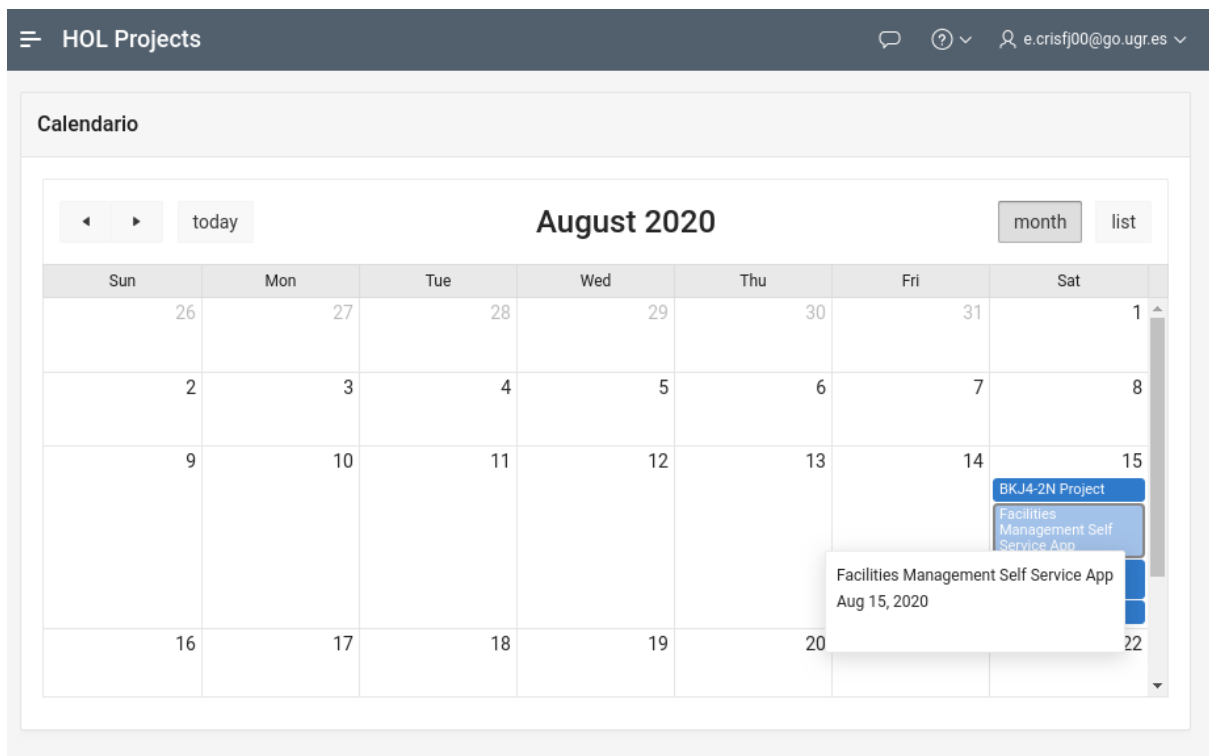 HOL Projects
e.crisfj00@go.ugr.es
Calendario
today
August 2020
month list
Sun Mon Tue Wed Thu Fri Sat
26 27 28 29 30 31 1
2 3 4 5 6 7 8
9 10 11 12 13 14 15
BKJ4-2N Project
Facilities
Management Self
Service App
Facilities Management Self Service App
Aug 15, 2020
16 17 18 19 20 22